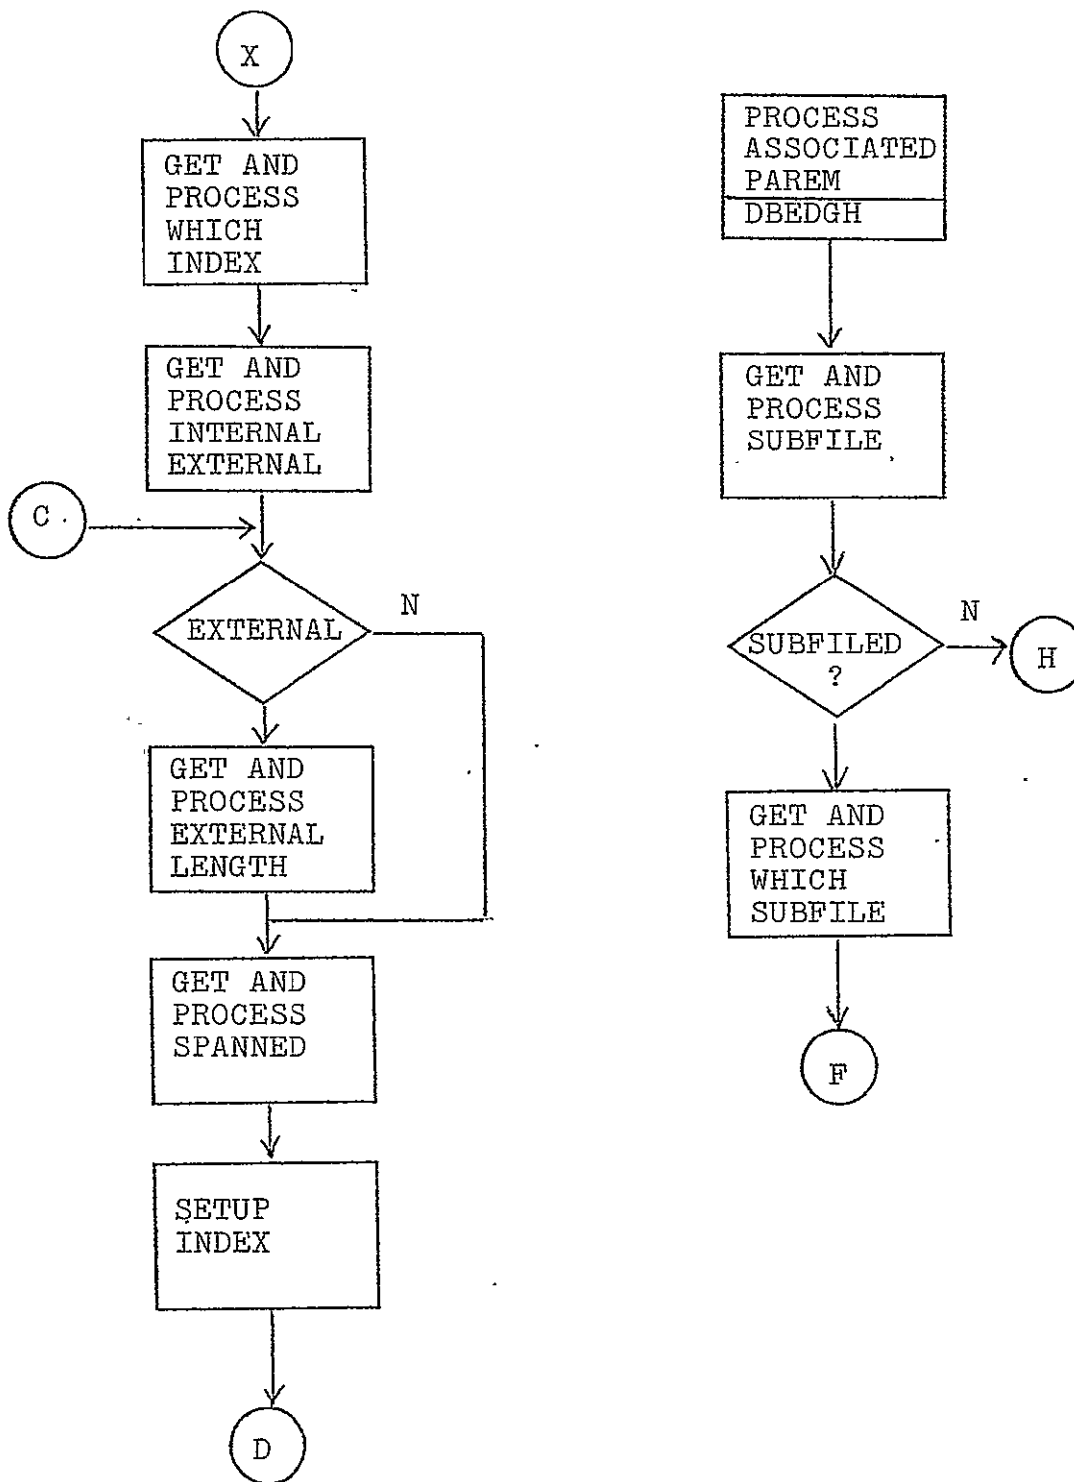 X
GET AND
PROCESS
WHICH
INDEX
GET AND
PROCESS
INTERNAL
EXTERNAL
C
EXTERNAL
N
GET AND
PROCESS
EXTERNAL
LENGTH
GET AND
PROCESS
SPANNED
SETUP
INDEX
D
PROCESS
ASSOCIATED
PAREM
DBEDGH
GET AND
PROCESS
SUBFILE
SUBFILED
?
N
H
GET AND
PROCESS
WHICH
SUBFILE
F